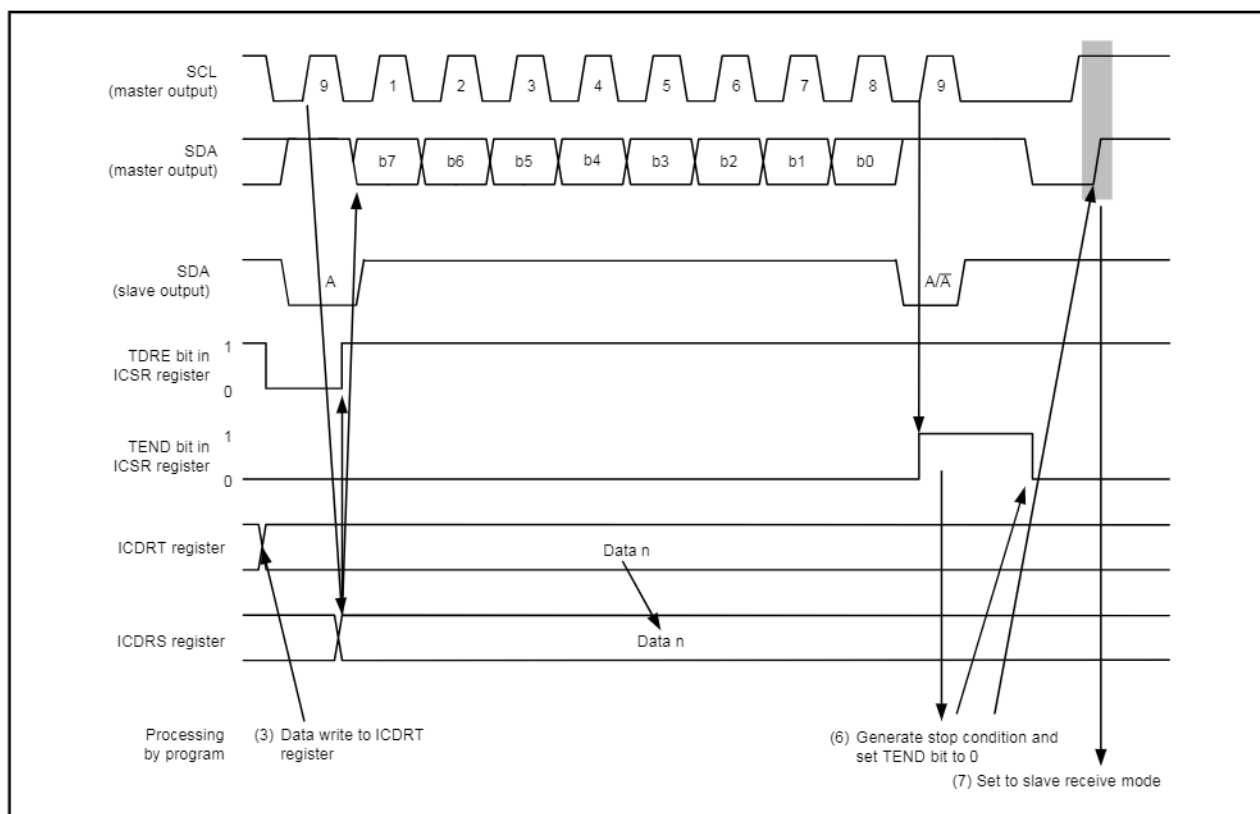 SCL
(master output)
9
1
2
3
4
5
6
7
8
9
SDA
(master output)
b7
b6
b5
b4
b3
b2
b1
b0
SDA
(slave output)
A
A/A̅
TDRE bit in
ICSR register
1
0
TEND bit in
ICSR register
1
0
ICDRT register
Data n
ICDRS register
Data n
Processing
by program
(3) Data write to ICDRT
register
(6) Generate stop condition and
set TEND bit to 0
(7) Set to slave receive mode